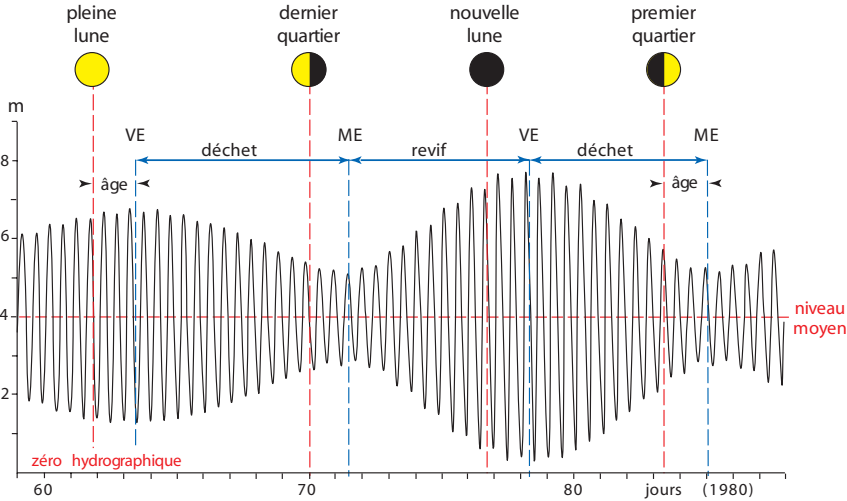 pleine
lune
dernier
quartier
nouvelle
lune
premier
quartier
m
VE
ME
VE
ME
déchet
revif
déchet
8
âge
âge
6
4
niveau
moyen
2
zéro hydrographique
60
70
80
jours (1980)